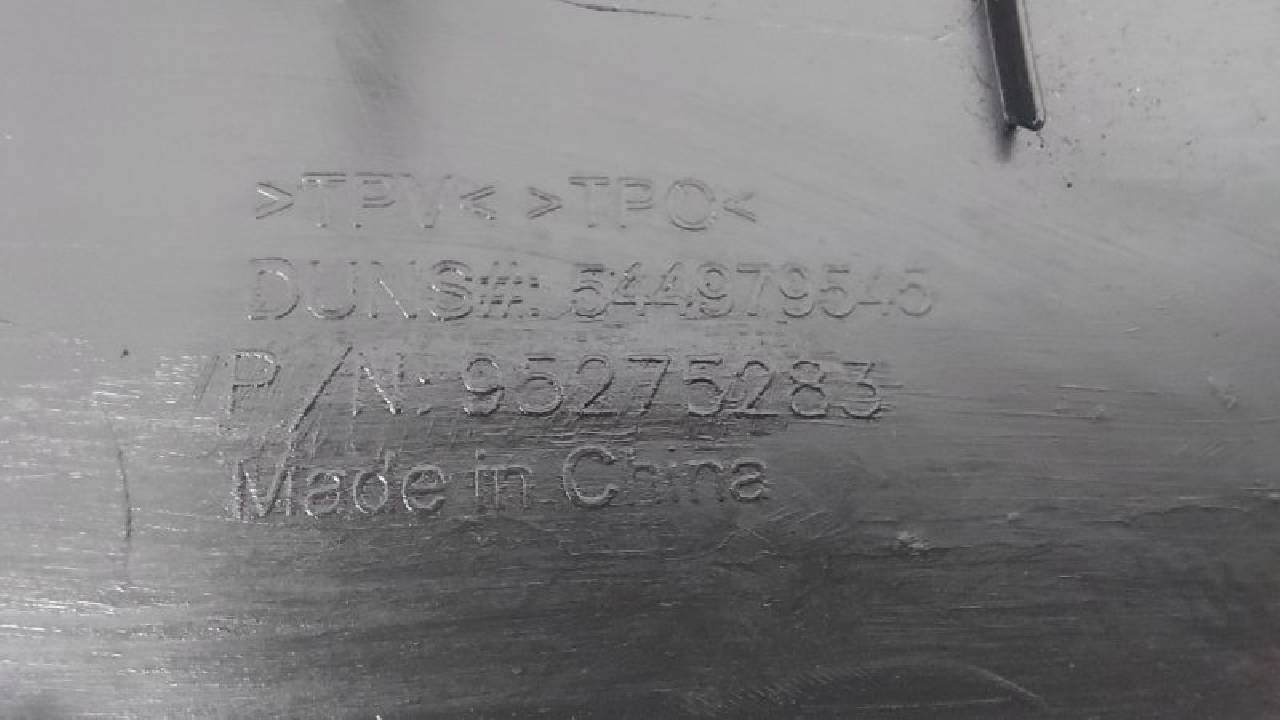 >TPV< >TPO<
DUNS#: 544979545
P/N: 95275283
Made in China